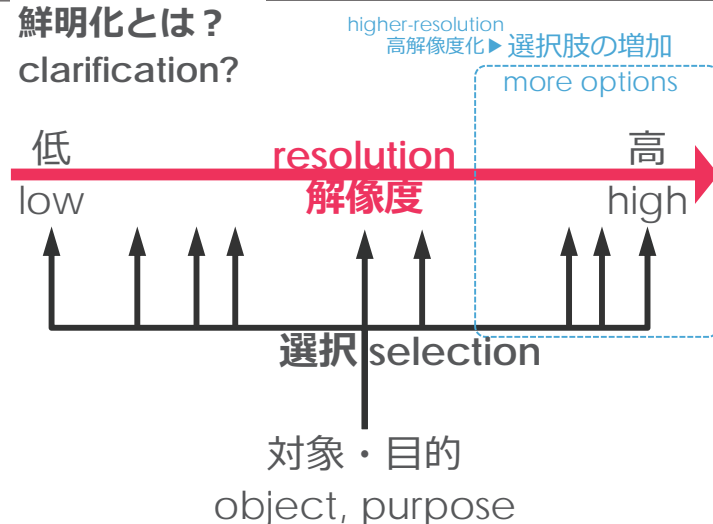 鮮明化とは？
clarification?
higher-resolution
高解像度化▶選択肢の増加
more options
低
low
resolution
解像度
高
high
選択 selection
対象・目的
object, purpose